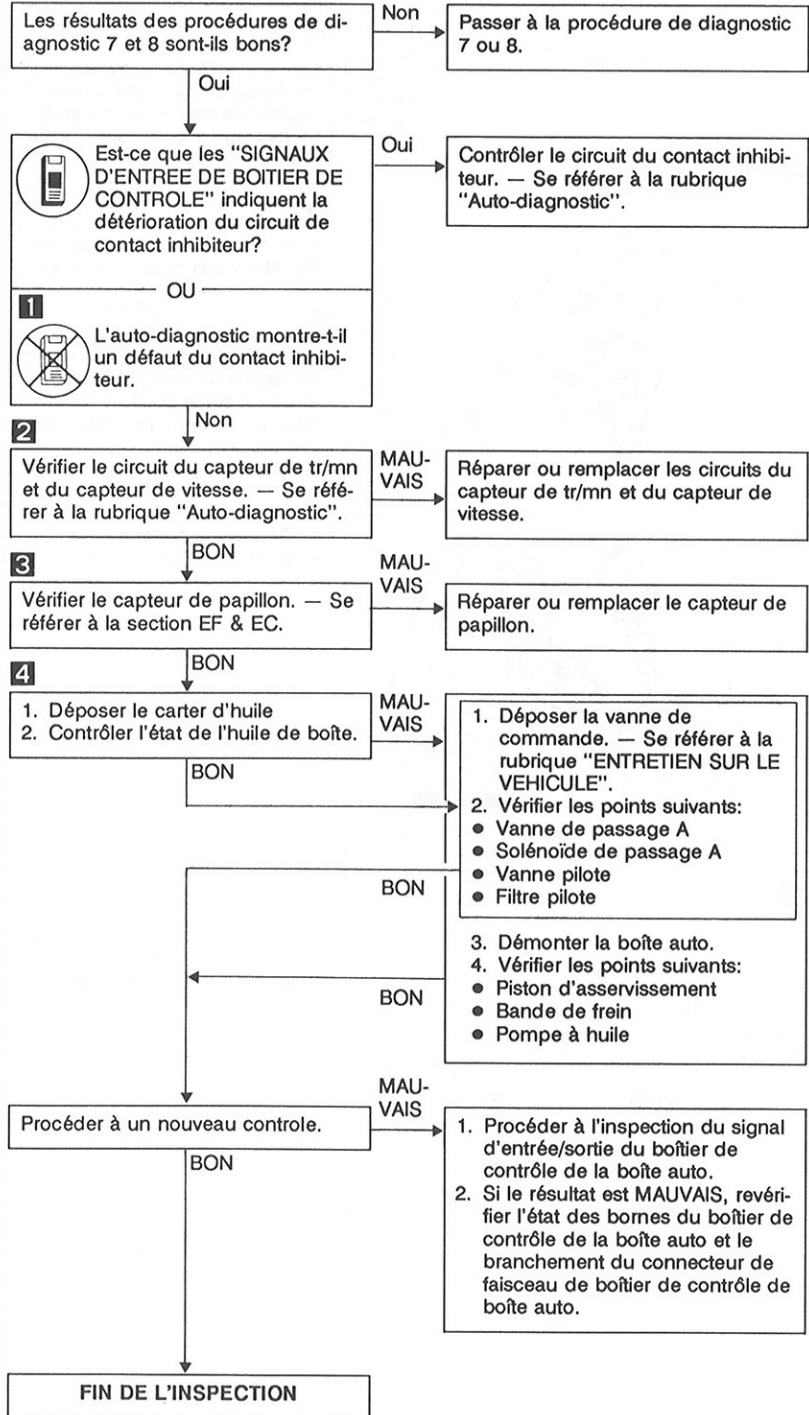 Les résultats des procédures de di-
agnostic 7 et 8 sont-ils bons?
Non
Passer à la procédure de diagnostic
7 ou 8.
Oui
Est-ce que les "SIGNAUX
D'ENTREE DE BOITIER DE
CONTROLE" indiquent la
détérioration du circuit de
contact inhibiteur?
Oui
Contrôler le circuit du contact inhibi-
teur. — Se référer à la rubrique
"Auto-diagnostic".
OU
1
L'auto-diagnostic montre-t-il
un défaut du contact inhibi-
teur.
Non
2
Vérifier le circuit du capteur de tr/mn
et du capteur de vitesse. — Se réfé-
rer à la rubrique "Auto-diagnostic".
MAU-
VAIS
Réparer ou remplacer les circuits du
capteur de tr/mn et du capteur de
vitesse.
BON
3
Vérifier le capteur de papillon. — Se
référer à la section EF & EC.
MAU-
VAIS
Réparer ou remplacer le capteur de
papillon.
BON
4
1. Déposer le carter d'huile
2. Contrôler l'état de l'huile de boîte.
MAU-
VAIS
BON
1. Déposer la vanne de
commande. — Se référer à la
rubrique "ENTRETIEN SUR LE
VEHICULE".
2. Vérifier les points suivants:
● Vanne de passage A
● Solénoïde de passage A
● Vanne pilote
● Filtre pilote
BON
3. Démonter la boîte auto.
4. Vérifier les points suivants:
● Piston d'asservissement
● Bande de frein
● Pompe à huile
BON
Procéder à un nouveau controle.
MAU-
VAIS
1. Procéder à l'inspection du signal
d'entrée/sortie du boîtier de
contrôle de la boîte auto.
2. Si le résultat est MAUVAIS, revéri-
fier l'état des bornes du boîtier de
contrôle de la boîte auto et le
branchement du connecteur de
faisceau de boîtier de contrôle de
boîte auto.
BON
FIN DE L'INSPECTION